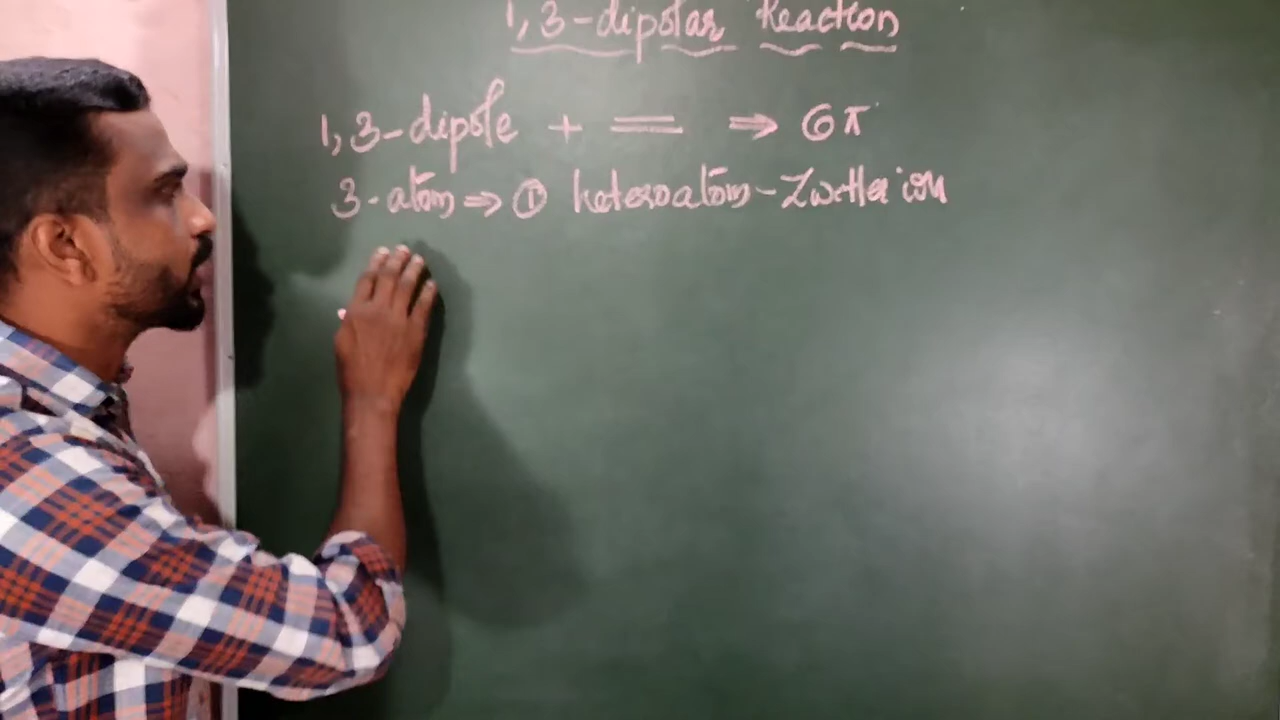 1,3-dipolar Reaction
1,3-dipole + = ⇒ 6π
3-atom ⇒ ① heteroatom - Zwitter ion